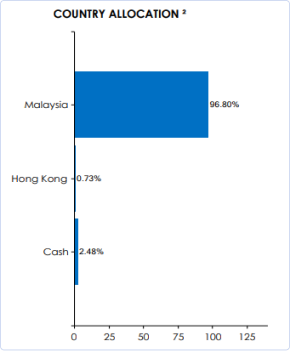 COUNTRY ALLOCATION ²
Malaysia 96.80%
Hong Kong 0.73%
Cash 2.48%
0 25 50 75 100 125